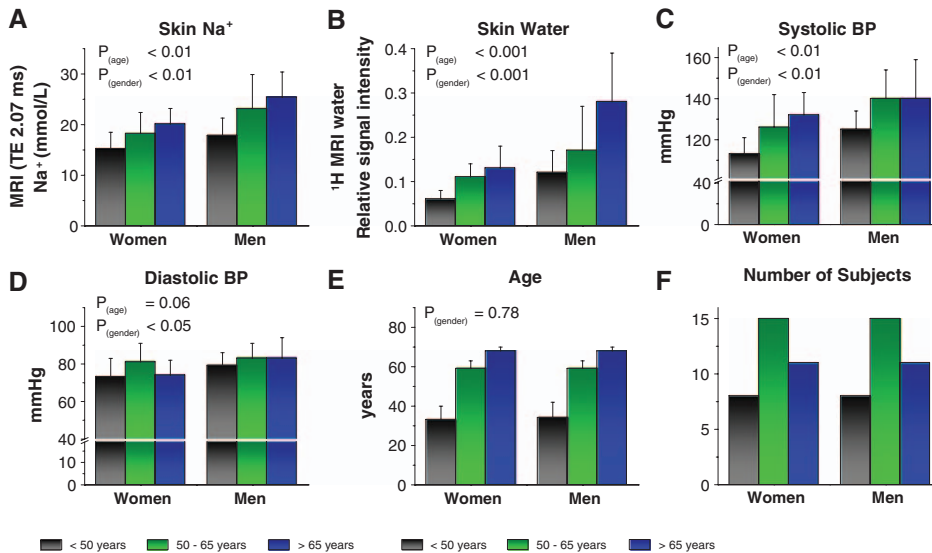 A
Skin Na⁺
P(age) < 0.01
P(gender) < 0.01
MRI (TE 2.07 ms)
Na⁺ (mmol/L)
30
20
10
0
Women Men
B
Skin Water
P(age) < 0.001
P(gender) < 0.001
¹H MRI water
Relative signal intensity
0.4
0.3
0.2
0.1
0.0
Women Men
C
Systolic BP
P(age) < 0.01
P(gender) < 0.01
mmHg
160
140
120
40
0
Women Men
D
Diastolic BP
P(age) = 0.06
P(gender) < 0.05
mmHg
100
80
60
40
10
0
Women Men
E
Age
P(gender) = 0.78
years
80
60
40
20
0
Women Men
F
Number of Subjects
15
10
5
0
Women Men
< 50 years 50 - 65 years > 65 years < 50 years 50 - 65 years > 65 years